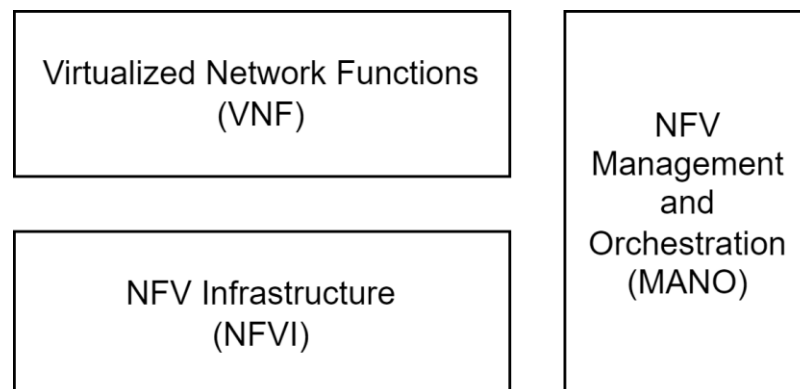 Virtualized Network Functions
(VNF)
NFV Infrastructure
(NFVI)
NFV
Management
and
Orchestration
(MANO)